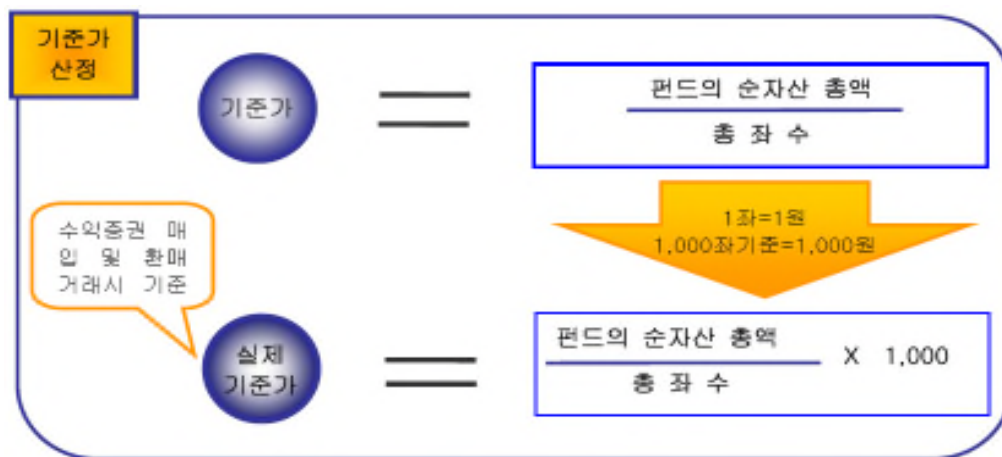 기준가
산정
기준가
펀드의 순자산 총액
총 좌 수
1좌=1원
1,000좌기준=1,000원
수익증권 매
입 및 환매
거래시 기준
실제
기준가
펀드의 순자산 총액
총 좌 수
X 1,000